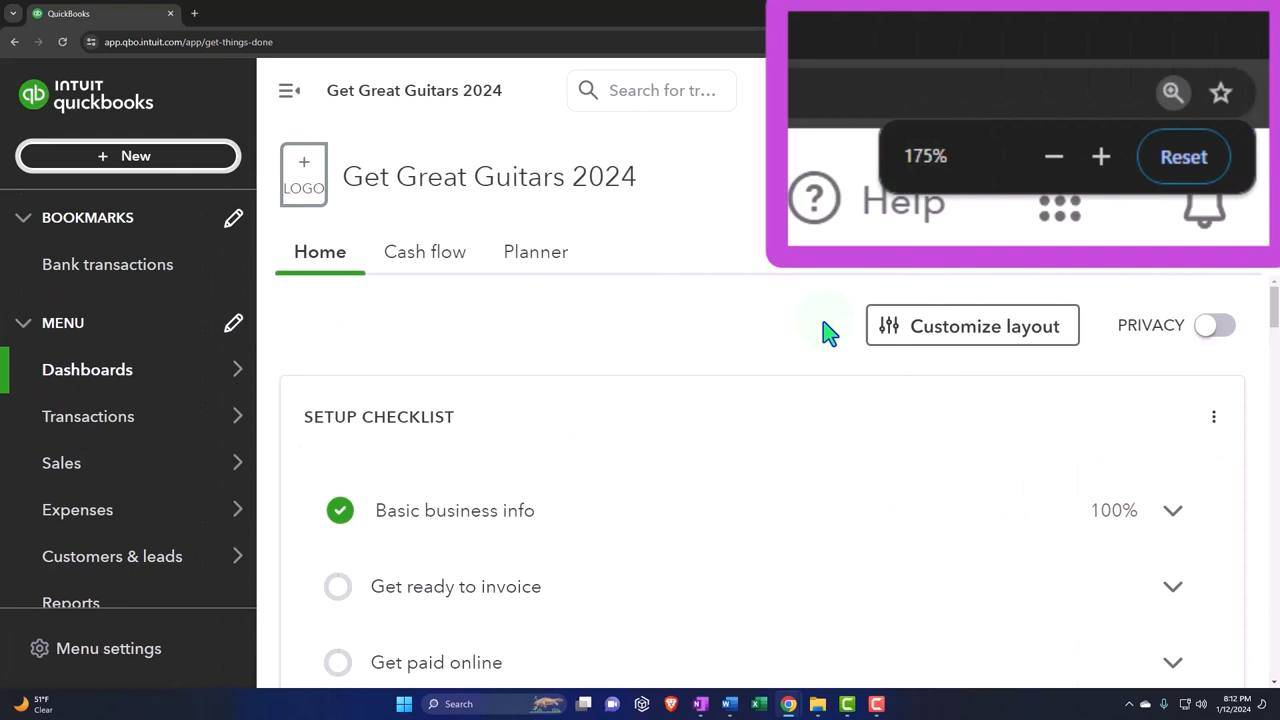 QuickBooks
app.qbo.intuit.com/app/get-things-done
INTUIT
quickbooks
New
BOOKMARKS
Bank transactions
MENU
Dashboards
Transactions
Sales
Expenses
Customers & leads
Reports
Menu settings
Get Great Guitars 2024
Search for tr...
LOGO
Get Great Guitars 2024
Home
Cash flow
Planner
175%
Reset
Help
Customize layout
PRIVACY
SETUP CHECKLIST
Basic business info
100%
Get ready to invoice
Get paid online
51°F
Clear
Search
8:12 PM
1/12/2024